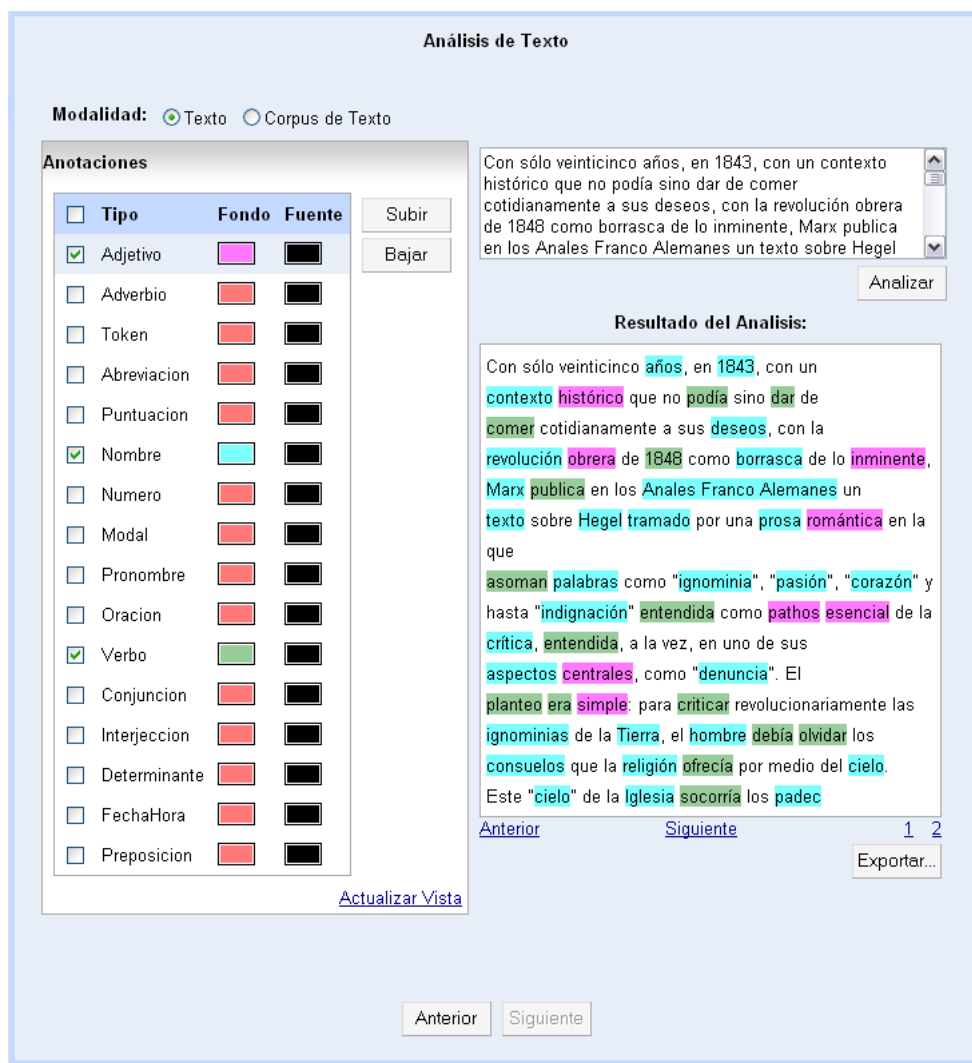 Análisis de Texto
Modalidad: Texto Corpus de Texto
Anotaciones
Tipo Fondo Fuente
Adjetivo
Adverbio
Token
Abreviacion
Puntuacion
Nombre
Numero
Modal
Pronombre
Oracion
Verbo
Conjuncion
Interjeccion
Determinante
FechaHora
Preposicion
Subir
Bajar
Actualizar Vista
Con sólo veinticinco años, en 1843, con un contexto
histórico que no podía sino dar de comer
cotidianamente a sus deseos, con la revolución obrera
de 1848 como borrasca de lo inminente, Marx publica
en los Anales Franco Alemanes un texto sobre Hegel
Analizar
Resultado del Analisis:
Con sólo veinticinco años, en 1843, con un
contexto histórico que no podía sino dar de
comer cotidianamente a sus deseos, con la
revolución obrera de 1848 como borrasca de lo inminente,
Marx publica en los Anales Franco Alemanes un
texto sobre Hegel tramado por una prosa romántica en la
que
asoman palabras como "ignominia", "pasión", "corazón" y
hasta "indignación" entendida como pathos esencial de la
crítica, entendida, a la vez, en uno de sus
aspectos centrales, como "denuncia". El
planteo era simple: para criticar revolucionariamente las
ignominias de la Tierra, el hombre debía olvidar los
consuelos que la religión ofrecía por medio del cielo.
Este "cielo" de la Iglesia socorría los padec
Anterior Siguiente 1 2
Exportar...
Anterior Siguiente